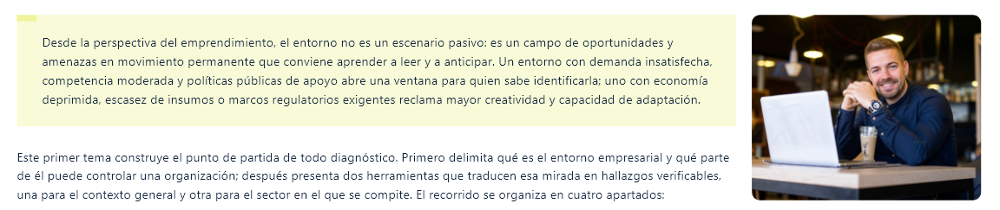 Desde la perspectiva del emprendimiento, el entorno no es un escenario pasivo: es un campo de oportunidades y
amenazas en movimiento permanente que conviene aprender a leer y a anticipar. Un entorno con demanda insatisfecha,
competencia moderada y políticas públicas de apoyo abre una ventana para quien sabe identificarla; uno con economía
deprimida, escasez de insumos o marcos regulatorios exigentes reclama mayor creatividad y capacidad de adaptación.
Este primer tema construye el punto de partida de todo diagnóstico. Primero delimita qué es el entorno empresarial y qué parte
de él puede controlar una organización; después presenta dos herramientas que traducen esa mirada en hallazgos verificables,
una para el contexto general y otra para el sector en el que se compite. El recorrido se organiza en cuatro apartados: